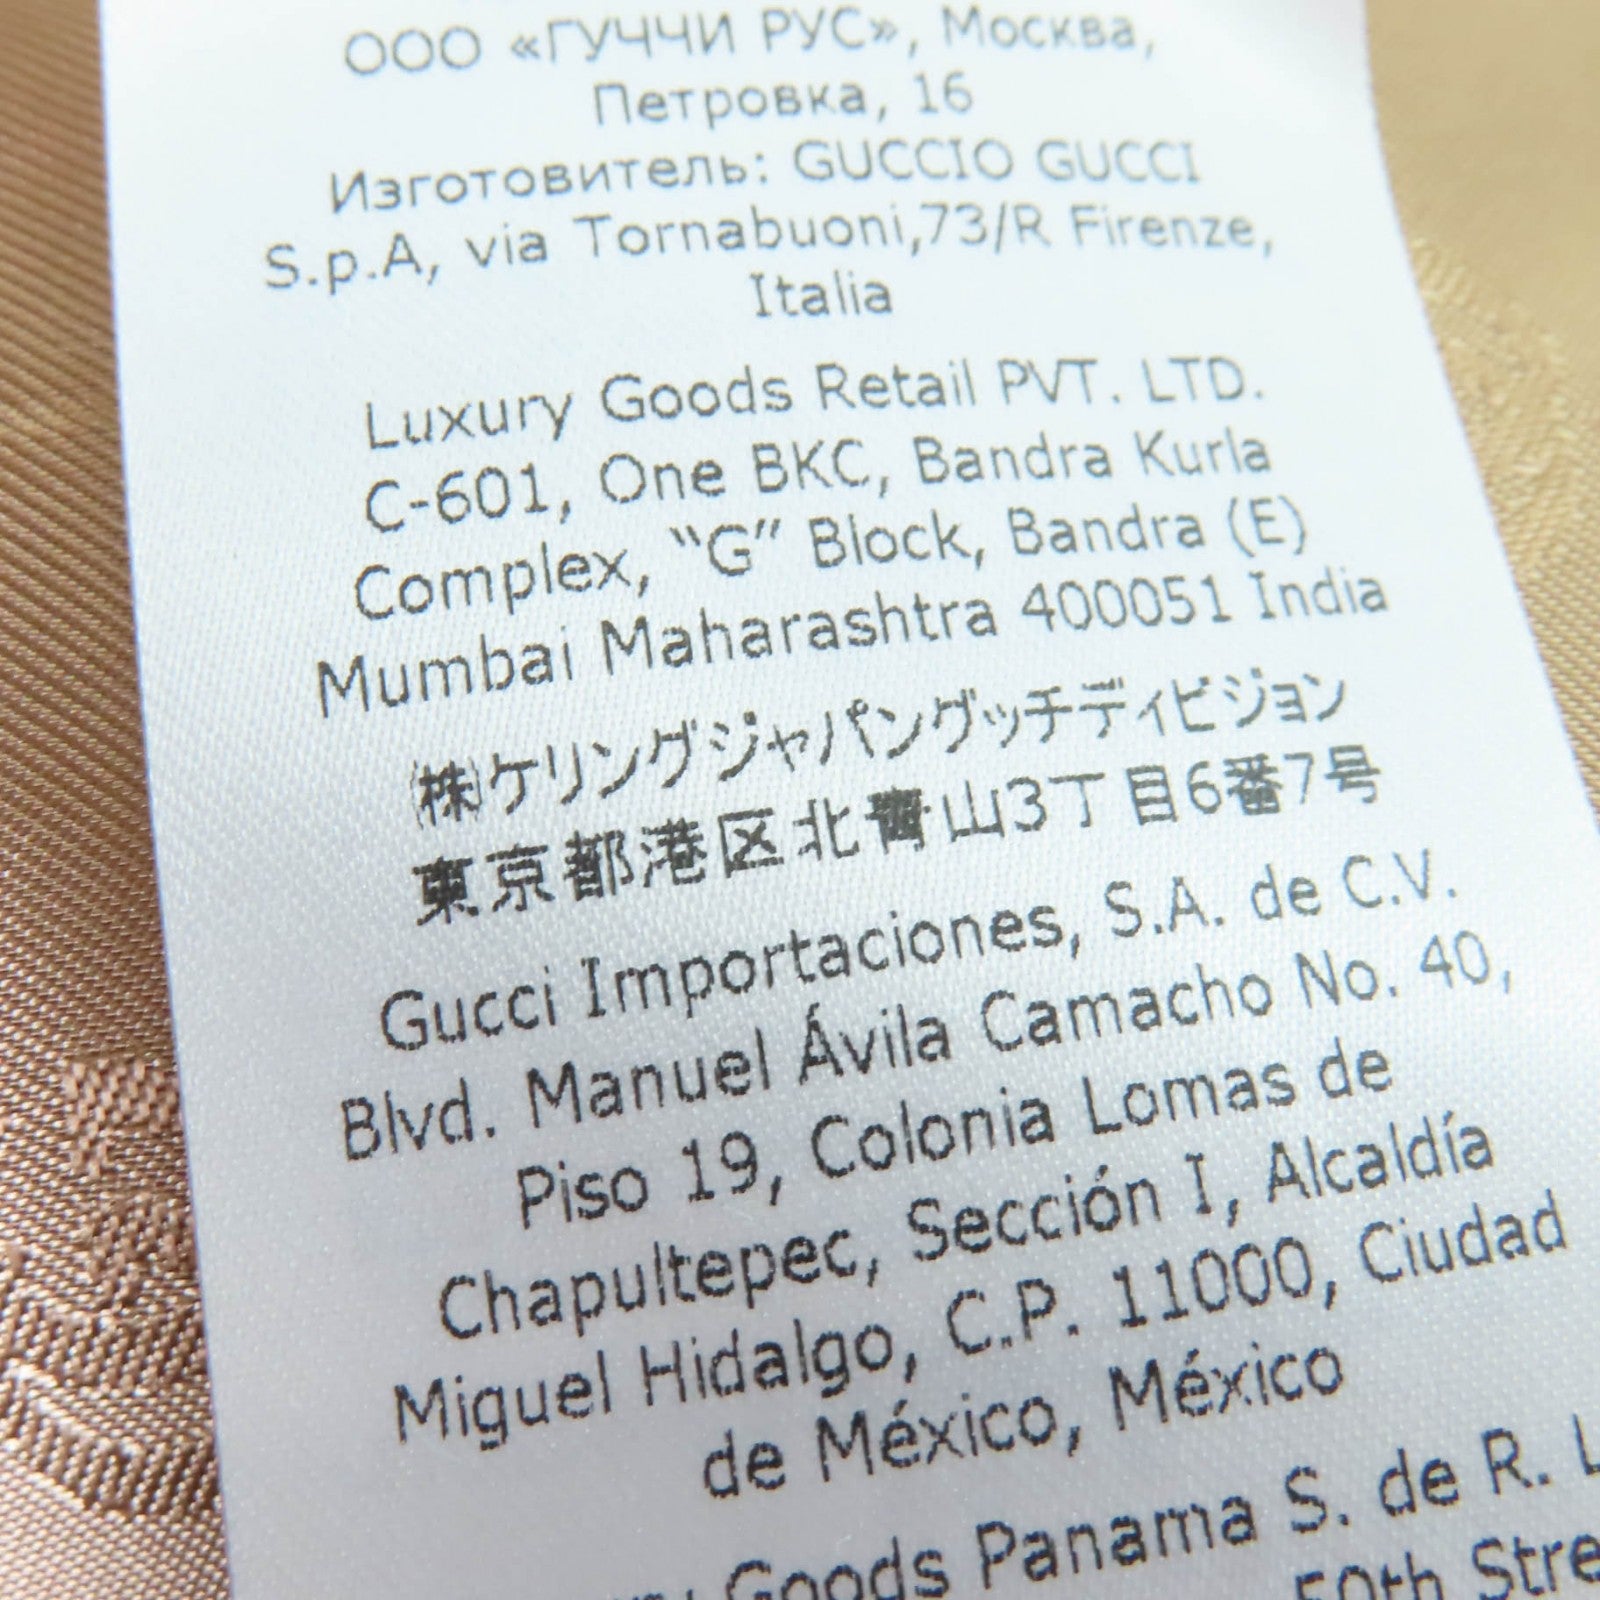 ООО «ГУЧЧИ РУС», Москва,
Петровка, 16
Изготовитель: GUCCIO GUCCI
S.p.A, via Tornabuoni,73/R Firenze,
Italia
Luxury Goods Retail PVT. LTD.
C-601, One BKC, Bandra Kurla
Complex, “G” Block, Bandra (E)
Mumbai Maharashtra 400051 India
㈱ケリングジャパングッチディビジョン
東京都港区北青山3丁目6番7号
Gucci Importaciones, S.A. de C.V.
Blvd. Manuel Ávila Camacho No. 40,
Piso 19, Colonia Lomas de
Chapultepec, Sección I, Alcaldía
Miguel Hidalgo, C.P. 11000, Ciudad
de México, México
Goods Panama S. de R. L
50th Stre